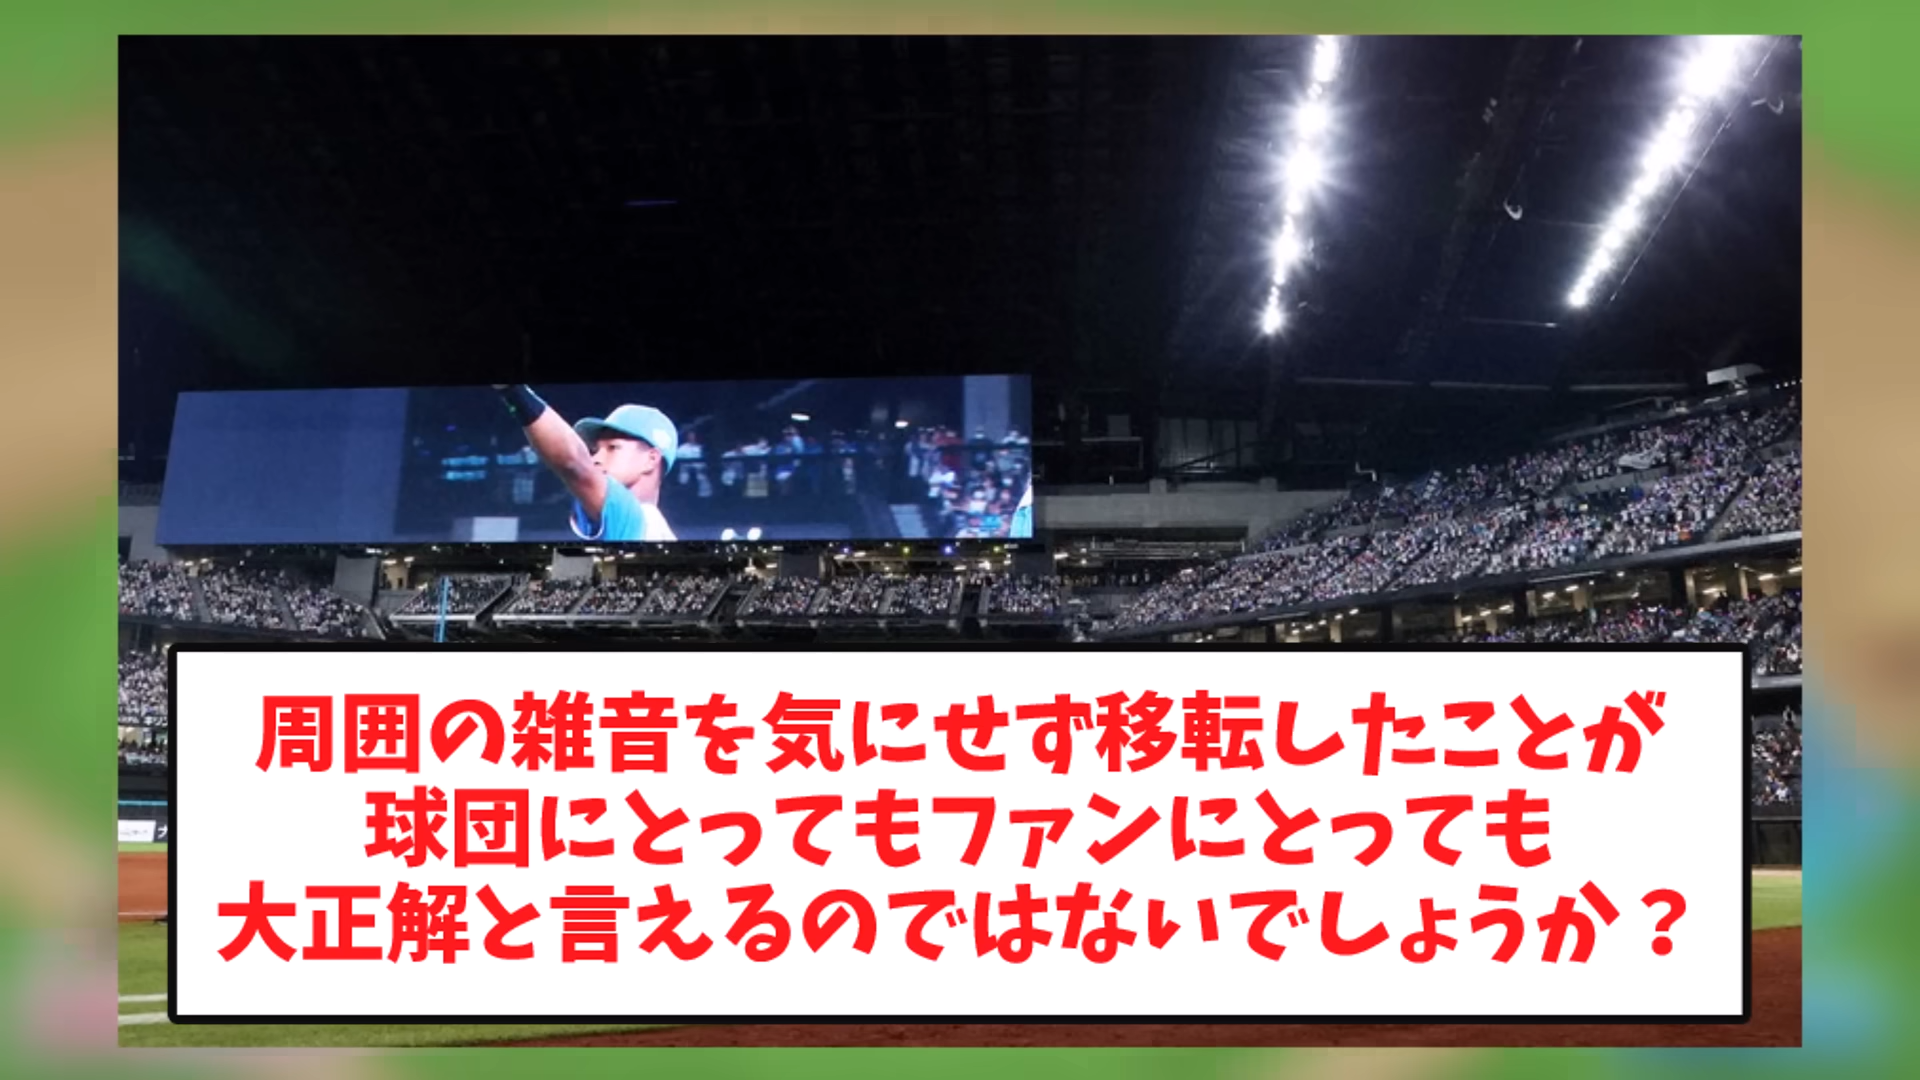 周囲の雑音を気にせず移転したことが
球団にとってもファンにとっても
大正解と言えるのではないでしょうか？